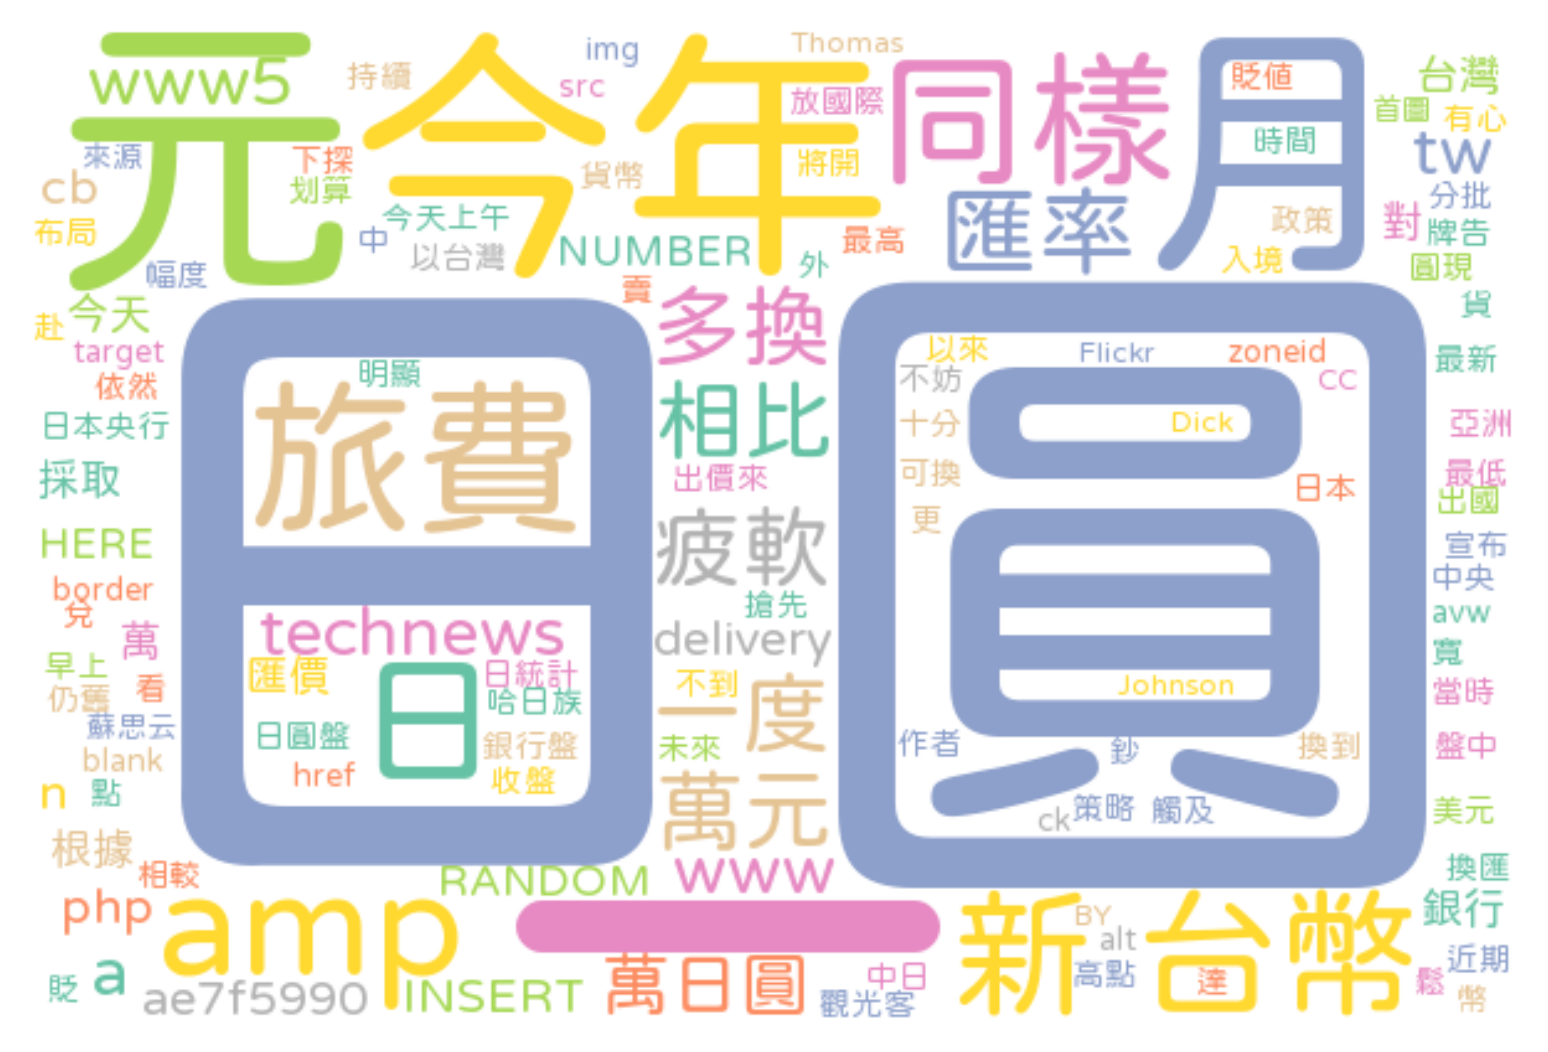 元
www5
今年
img
src
持續
Thomas
放國際
同樣
月
貶值
時間
台灣
首圖
有心
tw
來源
下探
划算
cb
布局
幅度
中
今天上午
以台灣
貨幣
將開
NUMBER
外
最高
匯率
政策
入境
對
分批
牌告
圓現
賣
赴
今天
target
依然
日本央行
採取
HERE
border
兌
萬
早上
仍舊
看
蘇思云
blank
n
點
根據
相較
php
貶
a
日圓
明顯
旅費
technews
匯價
日
日統計
哈日族
日圓盤
銀行盤
href
收盤
多換
相比
出價來
疲軟
搶先
delivery
不到
一度
未來
萬元
www
以來
Flickr
zoneid
不妨
CC
十分
Dick
可換
日本
更
Johnson
作者
鈔
換到
ck
策略
觸及
貨
最新
亞洲
最低
出國
宣布
中央
avw
寬
當時
盤中
美元
換匯
銀行
近期
鬆
幣
RANDOM
amp
ae7f5990
INSERT
一
萬日圓
中日
觀光客
新台幣
BY
alt
高點
達